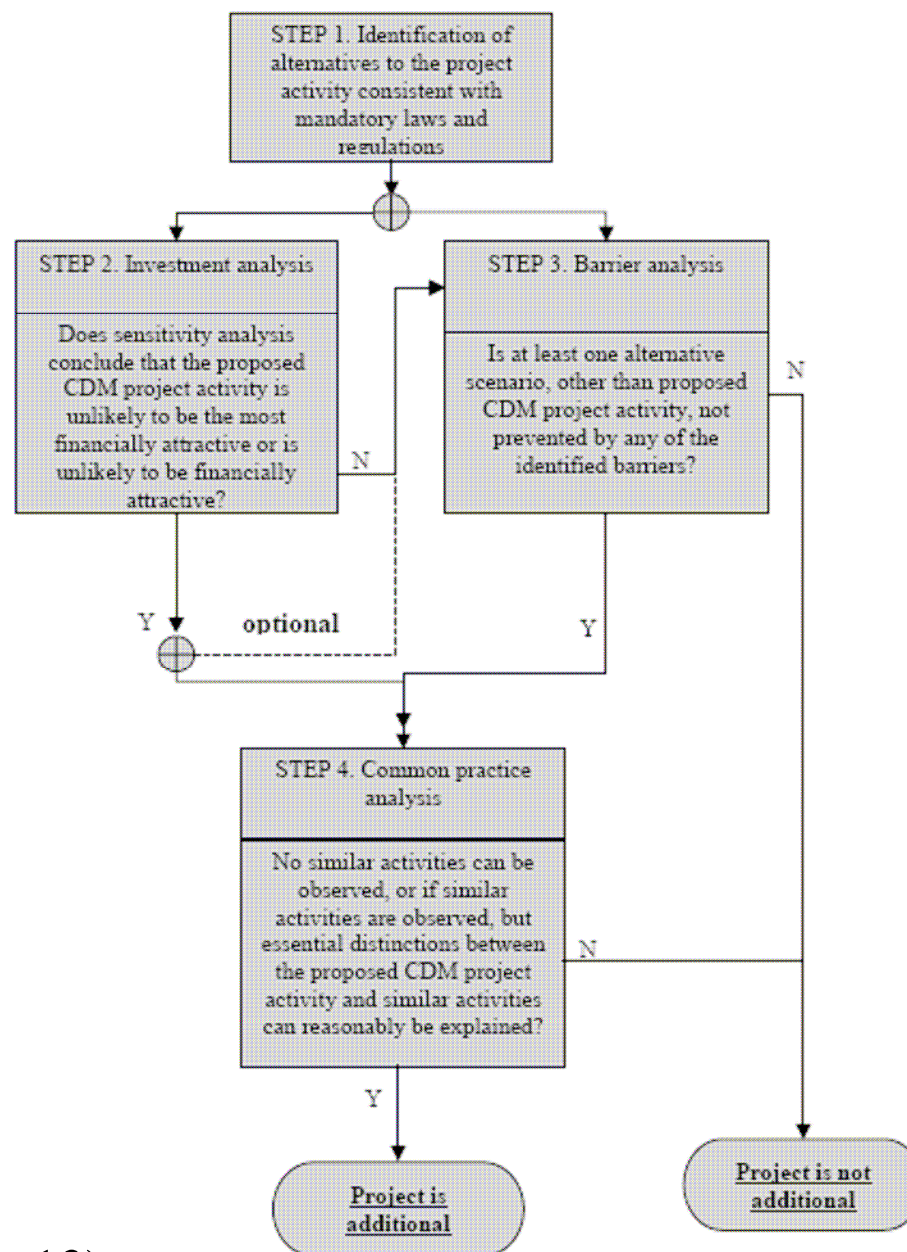 STEP 1. Identification of
alternatives to the project
activity consistent with
mandatory laws and
regulations
STEP 2. Investment analysis
Does sensitivity analysis
conclude that the proposed
CDM project activity is
unlikely to be the most
financially attractive or is
unlikely to be financially
attractive?
N
Y
optional
STEP 3. Barrier analysis
Is at least one alternative
scenario, other than proposed
CDM project activity, not
prevented by any of the
identified barriers?
N
Y
STEP 4. Common practice
analysis
No similar activities can be
observed, or if similar
activities are observed, but
essential distinctions between
the proposed CDM project
activity and similar activities
can reasonably be explained?
N
Y
Project is
additional
Project is not
additional